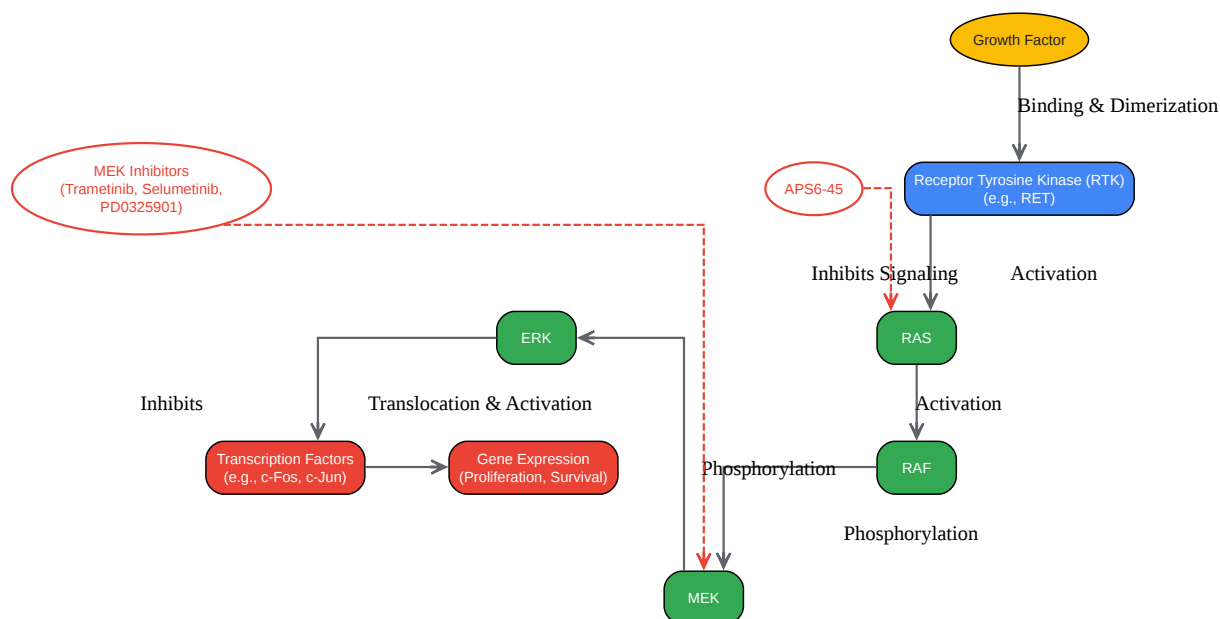 Growth Factor
Binding & Dimerization
MEK Inhibitors
(Trametinib, Selumetinib,
PD0325901)
APS6-45
Receptor Tyrosine Kinase (RTK)
(e.g., RET)
Inhibits Signaling
Activation
ERK
RAS
Inhibits
Translocation & Activation
Activation
Transcription Factors
(e.g., c-Fos, c-Jun)
Gene Expression
(Proliferation, Survival)
Phosphorylation
RAF
Phosphorylation
MEK